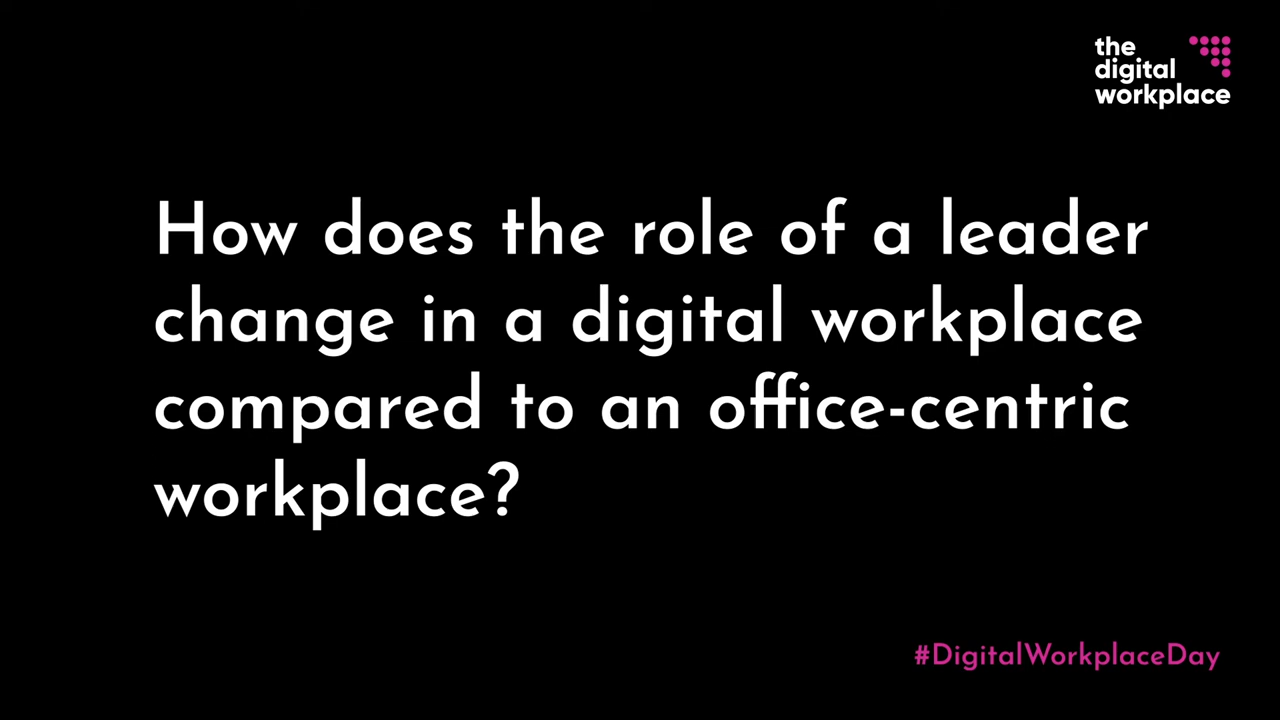 the
digital
workplace
How does the role of a leader
change in a digital workplace
compared to an office-centric
workplace?
#DigitalWorkplaceDay